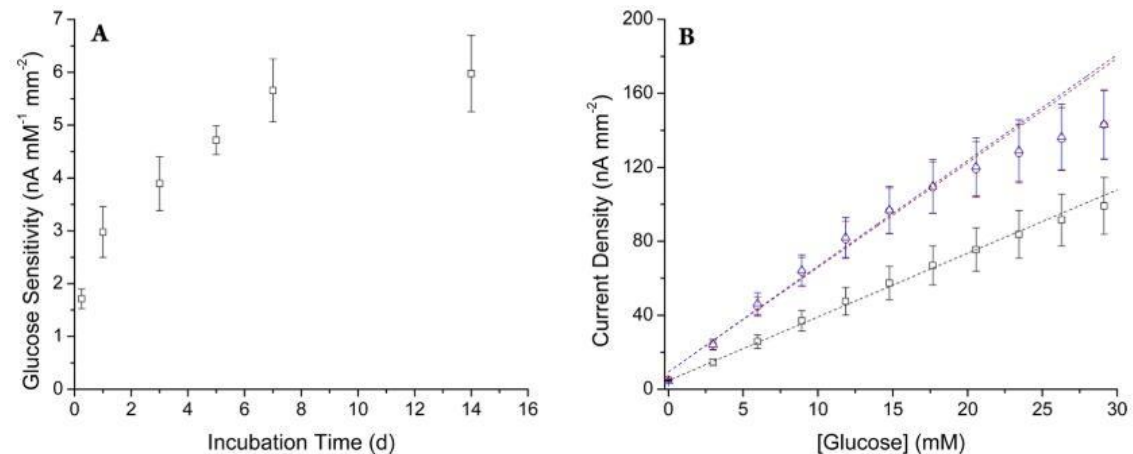 A
Glucose Sensitivity (nA mM⁻¹ mm⁻²)
7
6
5
4
3
2
1
0
0 2 4 6 8 10 12 14 16
Incubation Time (d)
B
Current Density (nA mm⁻²)
200
160
120
80
40
0
0 5 10 15 20 25 30
[Glucose] (mM)